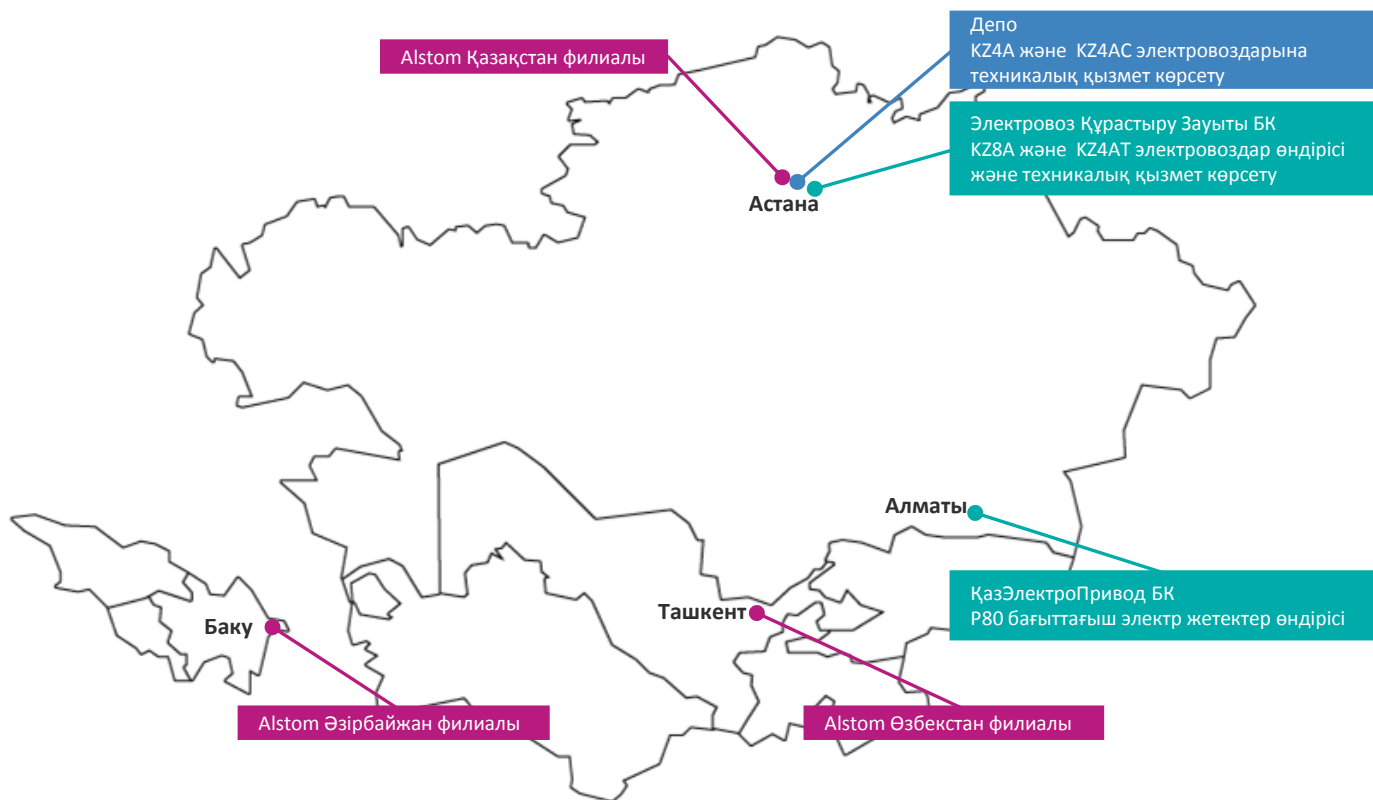 Депо
KZ4A және KZ4AC электровоздарына
техникалық қызмет көрсету
Alstom Қазақстан филиалы
Электровоз Құрастыру Зауыты БК
KZ8A және KZ4AT электровоздар өндірісі
және техникалық қызмет көрсету
Астана
Алматы
ҚазЭлектроПривод БК
P80 бағыттағыш электр жетектер өндірісі
Ташкент
Баку
Alstom Әзірбайжан филиалы
Alstom Өзбекстан филиалы